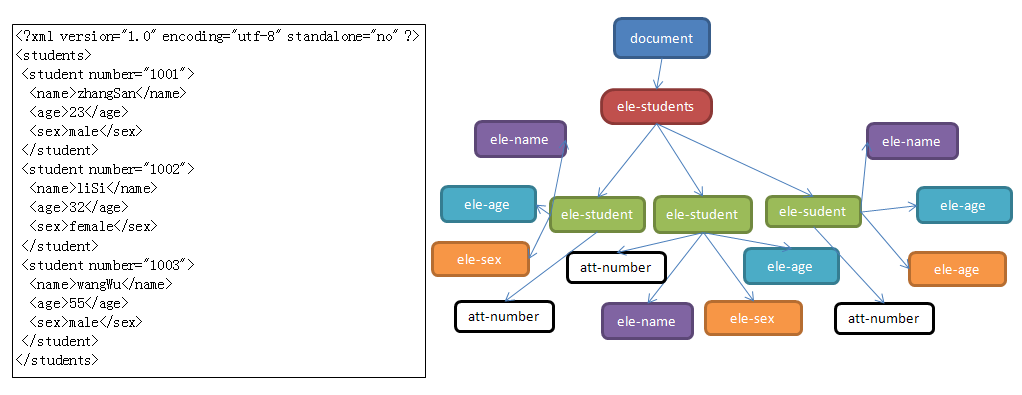 <?xml version="1.0" encoding="utf-8" standalone="no" ?>
<students>
<student number="1001">
<name>zhangSan</name>
<age>23</age>
<sex>male</sex>
</student>
<student number="1002">
<name>liSi</name>
<age>32</age>
<sex>female</sex>
</student>
<student number="1003">
<name>wangWu</name>
<age>55</age>
<sex>male</sex>
</student>
</students>
document
ele-students
ele-name
ele-name
ele-age
ele-student
ele-student
ele-sudent
ele-age
ele-sex
att-number
ele-age
ele-age
att-number
ele-name
ele-sex
att-number